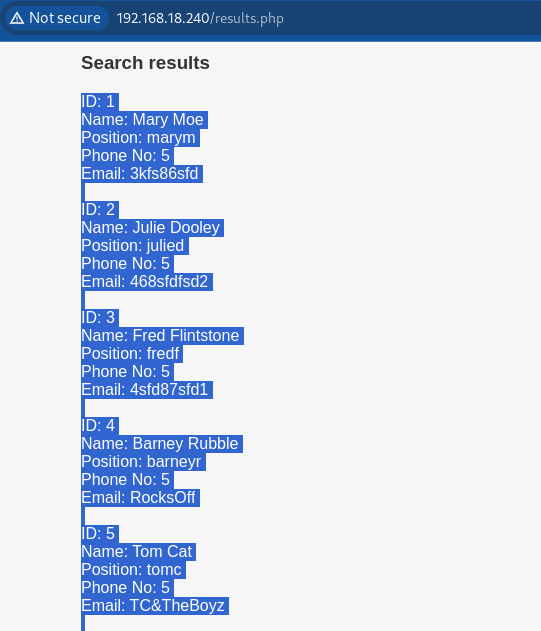 Not secure 192.168.18.240/results.php
Search results
ID: 1
Name: Mary Moe
Position: marym
Phone No: 5
Email: 3kfs86sfd
ID: 2
Name: Julie Dooley
Position: julied
Phone No: 5
Email: 468sfdfsd2
ID: 3
Name: Fred Flintstone
Position: fredf
Phone No: 5
Email: 4sfd87sfd1
ID: 4
Name: Barney Rubble
Position: barneyr
Phone No: 5
Email: RocksOff
ID: 5
Name: Tom Cat
Position: tomc
Phone No: 5
Email: TC&TheBoyz